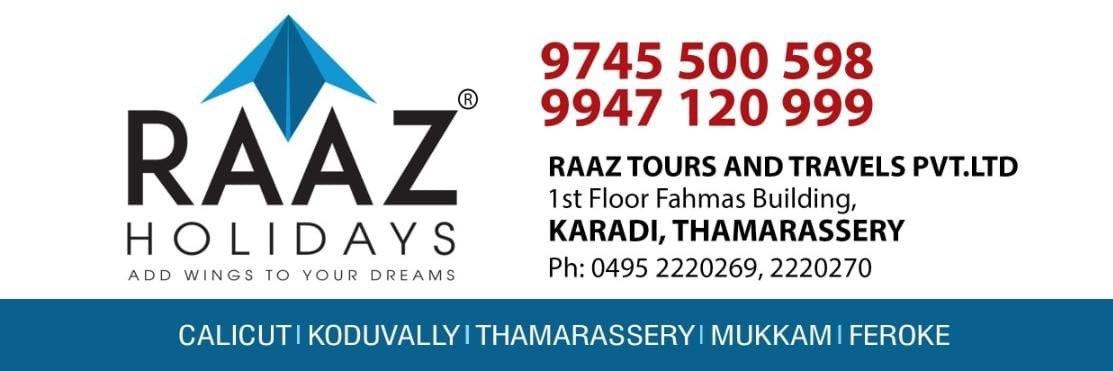 RAAZ®
HOLIDAYS
ADD WINGS TO YOUR DREAMS
9745 500 598
9947 120 999
RAAZ TOURS AND TRAVELS PVT.LTD
1st Floor Fahmas Building,
KARADI, THAMARASSERY
Ph: 0495 2220269, 2220270
CALICUT | KODUVALLY | THAMARASSERY | MUKKAM | FEROKE